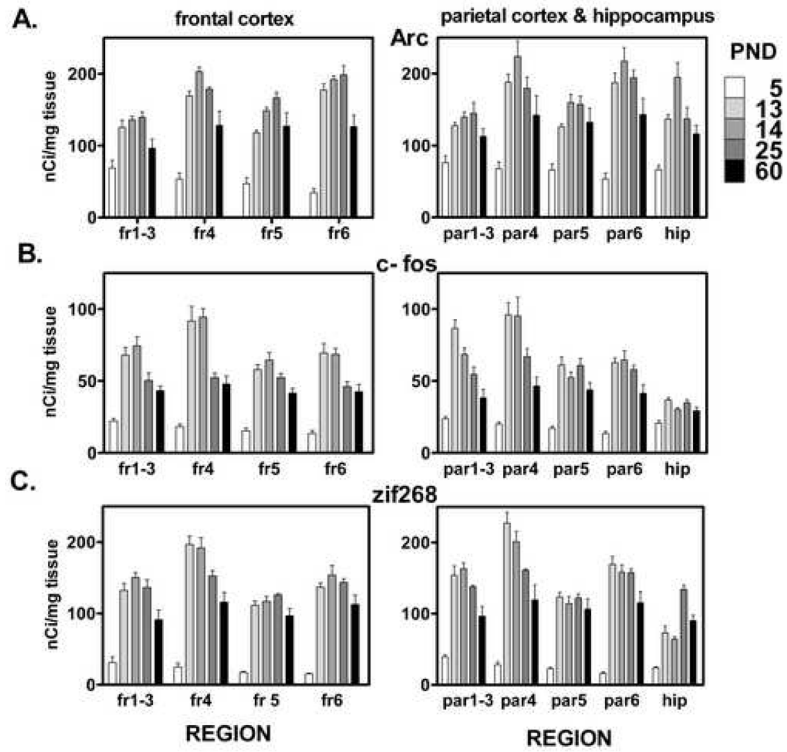 A.
frontal cortex
parietal cortex & hippocampus
Arc
PND
5
13
14
25
60
nCi/mg tissue
200
100
0
fr1-3 fr4 fr5 fr6
200
100
0
par1-3 par4 par5 par6 hip
B.
c- fos
nCi/mg tissue
100
50
0
fr1-3 fr4 fr5 fr6
100
50
0
par1-3 par4 par5 par6 hip
C.
zif268
nCi/mg tissue
200
100
0
fr1-3 fr4 fr 5 fr6
REGION
200
100
0
par1-3 par4 par5 par6 hip
REGION